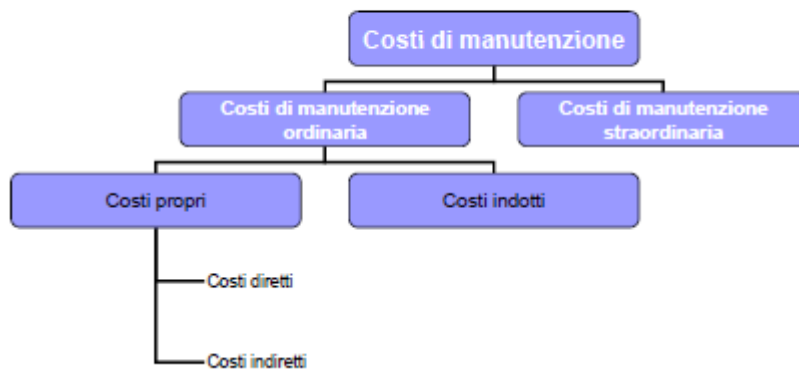 Costi di manutenzione
Costi di manutenzione
ordinaria
Costi di manutenzione
straordinaria
Costi propri
Costi indotti
Costi diretti
Costi indiretti